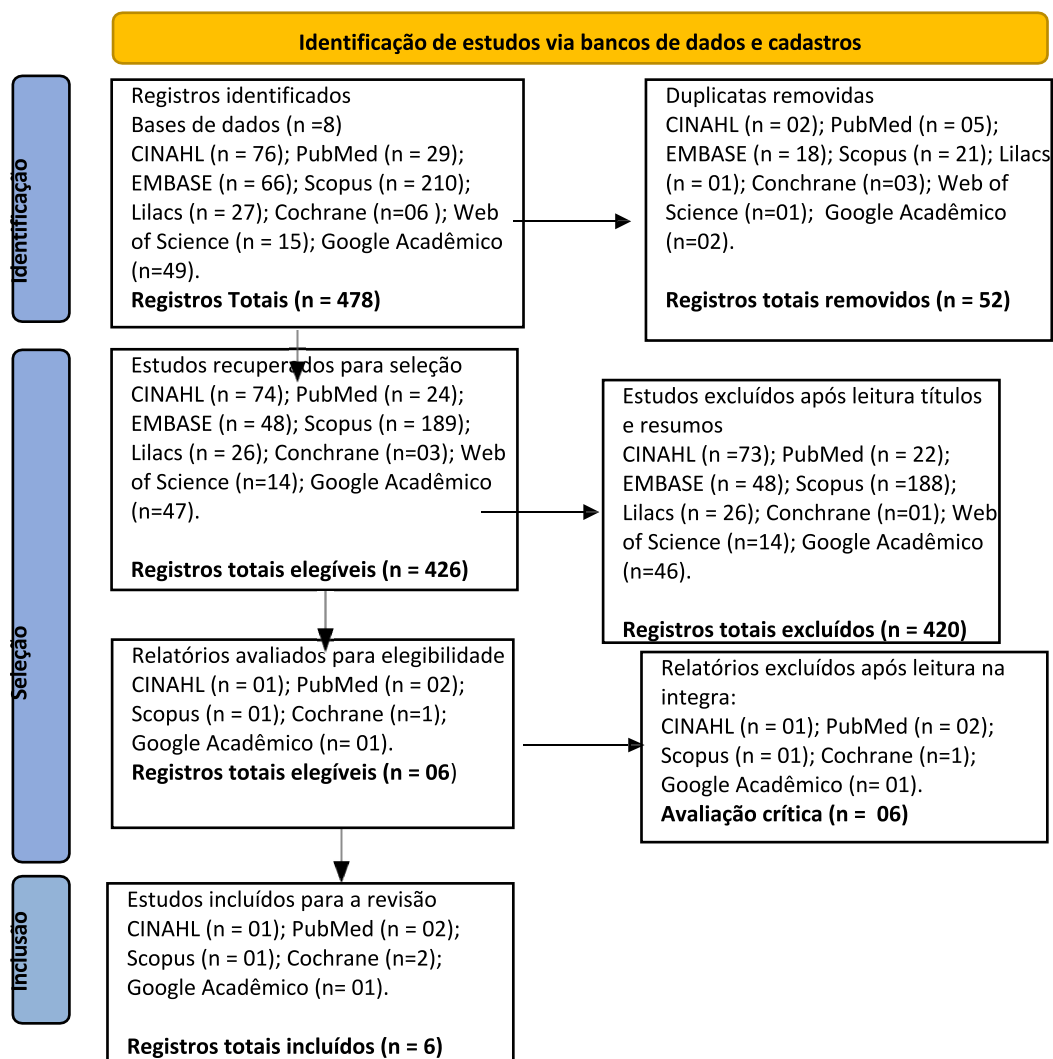 Identificação de estudos via bancos de dados e cadastros
Identificação
Registros identificados
Bases de dados (n =8)
CINAHL (n = 76); PubMed (n = 29);
EMBASE (n = 66); Scopus (n = 210);
Lilacs (n = 27); Cochrane (n=06 ); Web
of Science (n = 15); Google Acadêmico
(n=49).
Registros Totais (n = 478)
Duplicatas removidas
CINAHL (n = 02); PubMed (n = 05);
EMBASE (n = 18); Scopus (n = 21); Lilacs
(n = 01); Conchrane (n=03); Web of
Science (n=01);  Google Acadêmico
(n=02).
Registros totais removidos (n = 52)
Seleção
Estudos recuperados para seleção
CINAHL (n = 74); PubMed (n = 24);
EMBASE (n = 48); Scopus (n = 189);
Lilacs (n = 26); Conchrane (n=03); Web
of Science (n=14); Google Acadêmico
(n=47).
Registros totais elegíveis (n = 426)
Estudos excluídos após leitura títulos
e resumos
CINAHL (n =73); PubMed (n = 22);
EMBASE (n = 48); Scopus (n =188);
Lilacs (n = 26); Conchrane (n=01); Web
of Science (n=14); Google Acadêmico
(n=46).
Registros totais excluídos (n = 420)
Relatórios avaliados para elegibilidade
CINAHL (n = 01); PubMed (n = 02);
Scopus (n = 01); Cochrane (n=1);
Google Acadêmico (n= 01).
Registros totais elegíveis (n = 06)
Relatórios excluídos após leitura na
integra:
CINAHL (n = 01); PubMed (n = 02);
Scopus (n = 01); Cochrane (n=1);
Google Acadêmico (n= 01).
Avaliação crítica (n =  06)
Inclusão
Estudos incluídos para a revisão
CINAHL (n = 01); PubMed (n = 02);
Scopus (n = 01); Cochrane (n=2);
Google Acadêmico (n= 01).
Registros totais incluídos (n = 6)